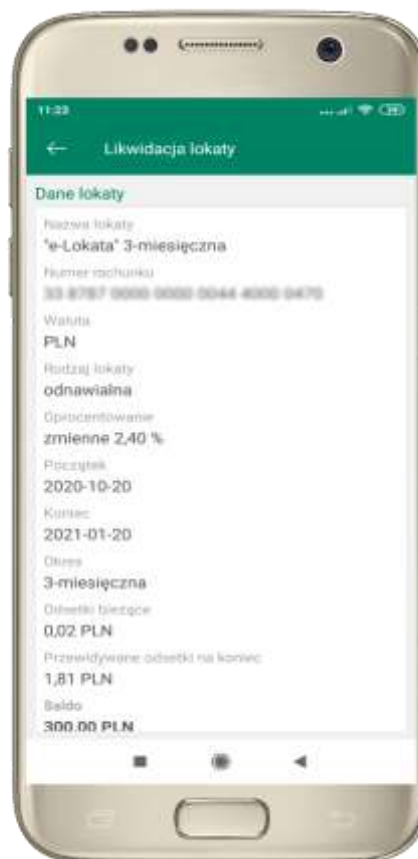 11:23
Likwidacja lokaty
Dane lokaty
Nazwa lokaty
"e-Lokata" 3-miesięczna
Numer rachunku
Waluta
PLN
Rodzaj lokaty
odnawialna
Oprocentowanie
zmienne 2,40 %
Początek
2020-10-20
Koniec
2021-01-20
Okres
3-miesięczna
Odsetki bieżące
0,02 PLN
Przewidywane odsetki na koniec
1,81 PLN
Saldo
300.00 PLN